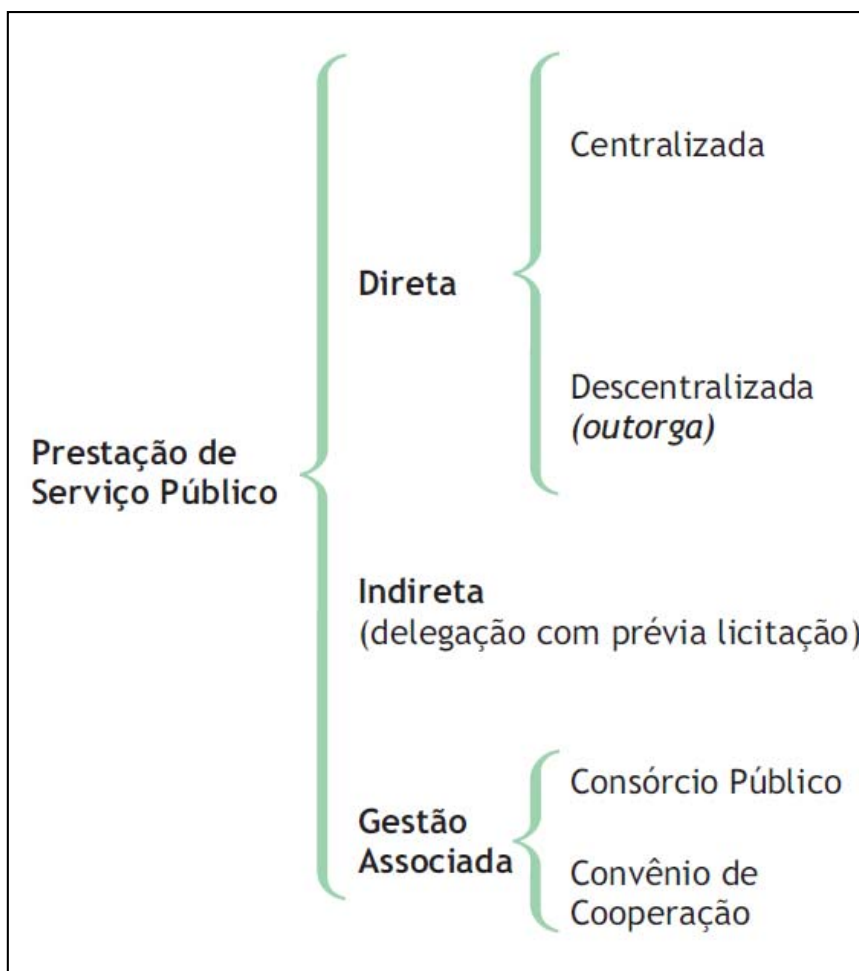 Prestação de
Serviço Público
Direta
Centralizada
Descentralizada
(outorga)
Indireta
(delegação com prévia licitação)
Gestão
Associada
Consórcio Público
Convênio de
Cooperação